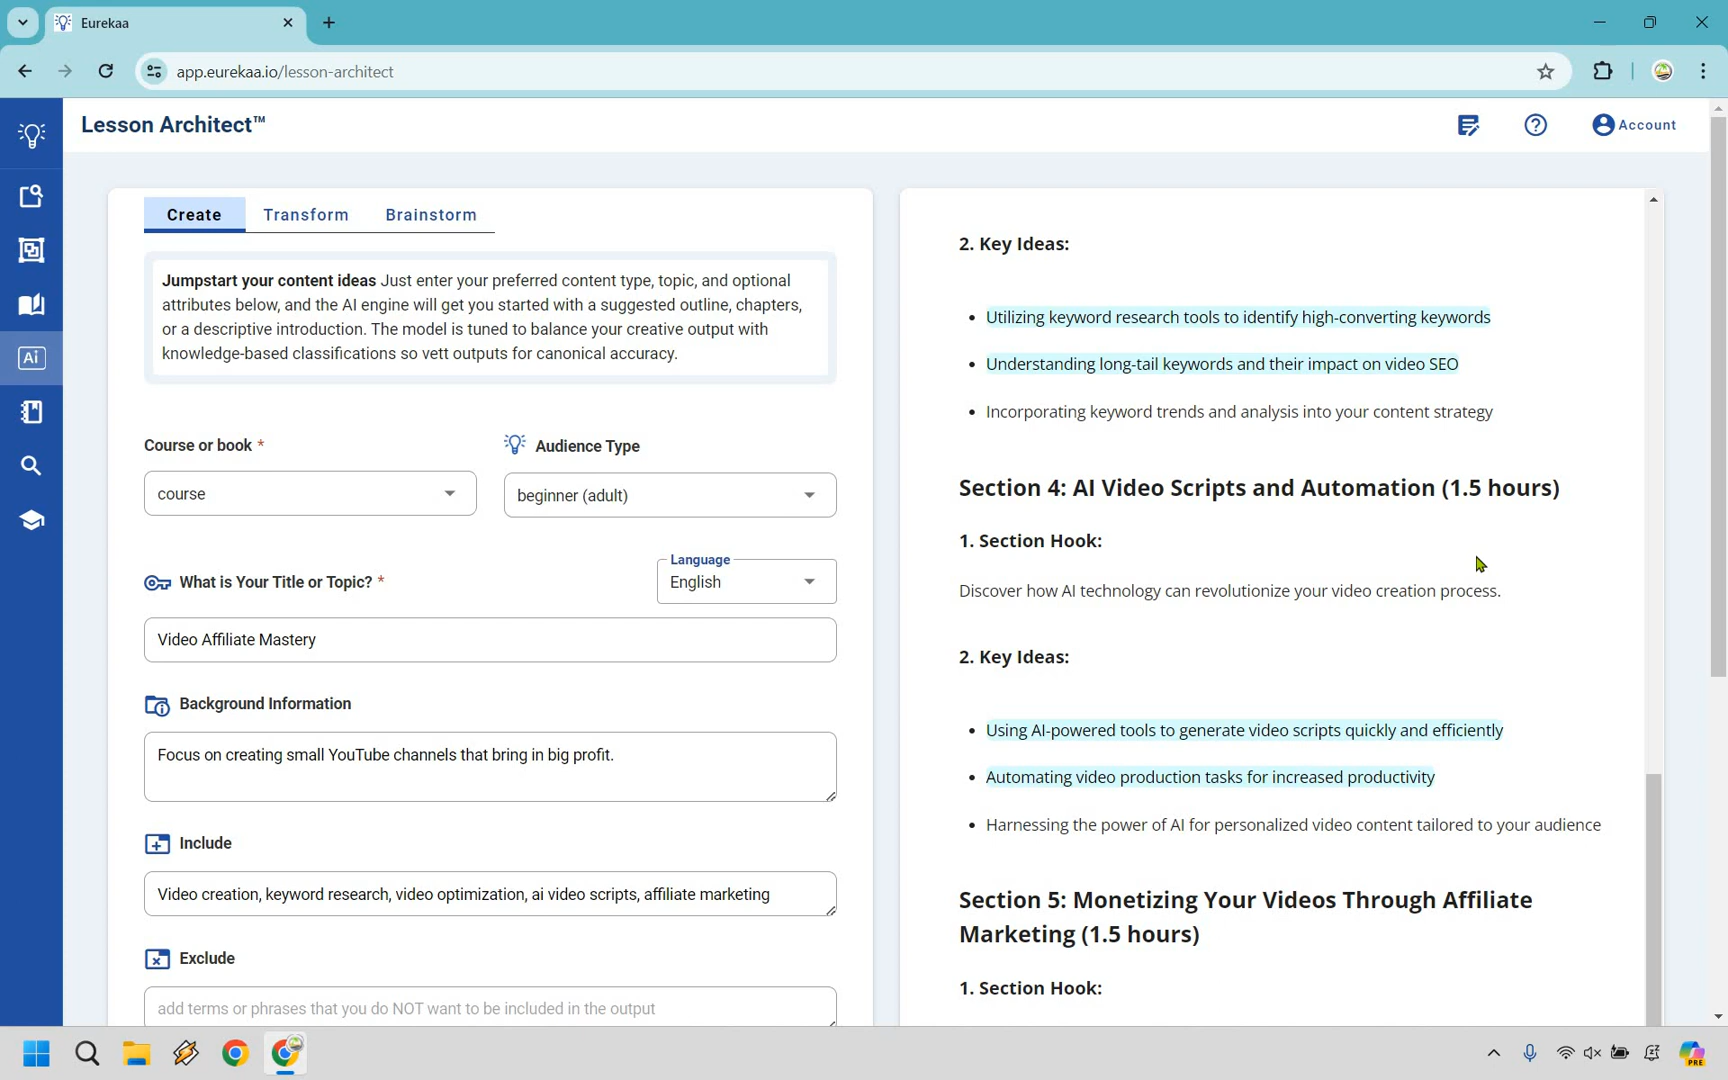 Eurekaa
app.eurekaa.io/lesson-architect
Lesson Architect™
Account
Create
Transform
Brainstorm
Jumpstart your content ideas Just enter your preferred content type, topic, and optional
attributes below, and the AI engine will get you started with a suggested outline, chapters,
or a descriptive introduction. The model is tuned to balance your creative output with
knowledge-based classifications so vett outputs for canonical accuracy.
Course or book *
Audience Type
course
beginner (adult)
What is Your Title or Topic? *
Language
English
Video Affiliate Mastery
Background Information
Focus on creating small YouTube channels that bring in big profit.
Include
Video creation, keyword research, video optimization, ai video scripts, affiliate marketing
Exclude
add terms or phrases that you do NOT want to be included in the output
2. Key Ideas:
• Utilizing keyword research tools to identify high-converting keywords
• Understanding long-tail keywords and their impact on video SEO
• Incorporating keyword trends and analysis into your content strategy
Section 4: AI Video Scripts and Automation (1.5 hours)
1. Section Hook:
Discover how AI technology can revolutionize your video creation process.
2. Key Ideas:
• Using AI-powered tools to generate video scripts quickly and efficiently
• Automating video production tasks for increased productivity
• Harnessing the power of AI for personalized video content tailored to your audience
Section 5: Monetizing Your Videos Through Affiliate
Marketing (1.5 hours)
1. Section Hook:
Ai
PRE